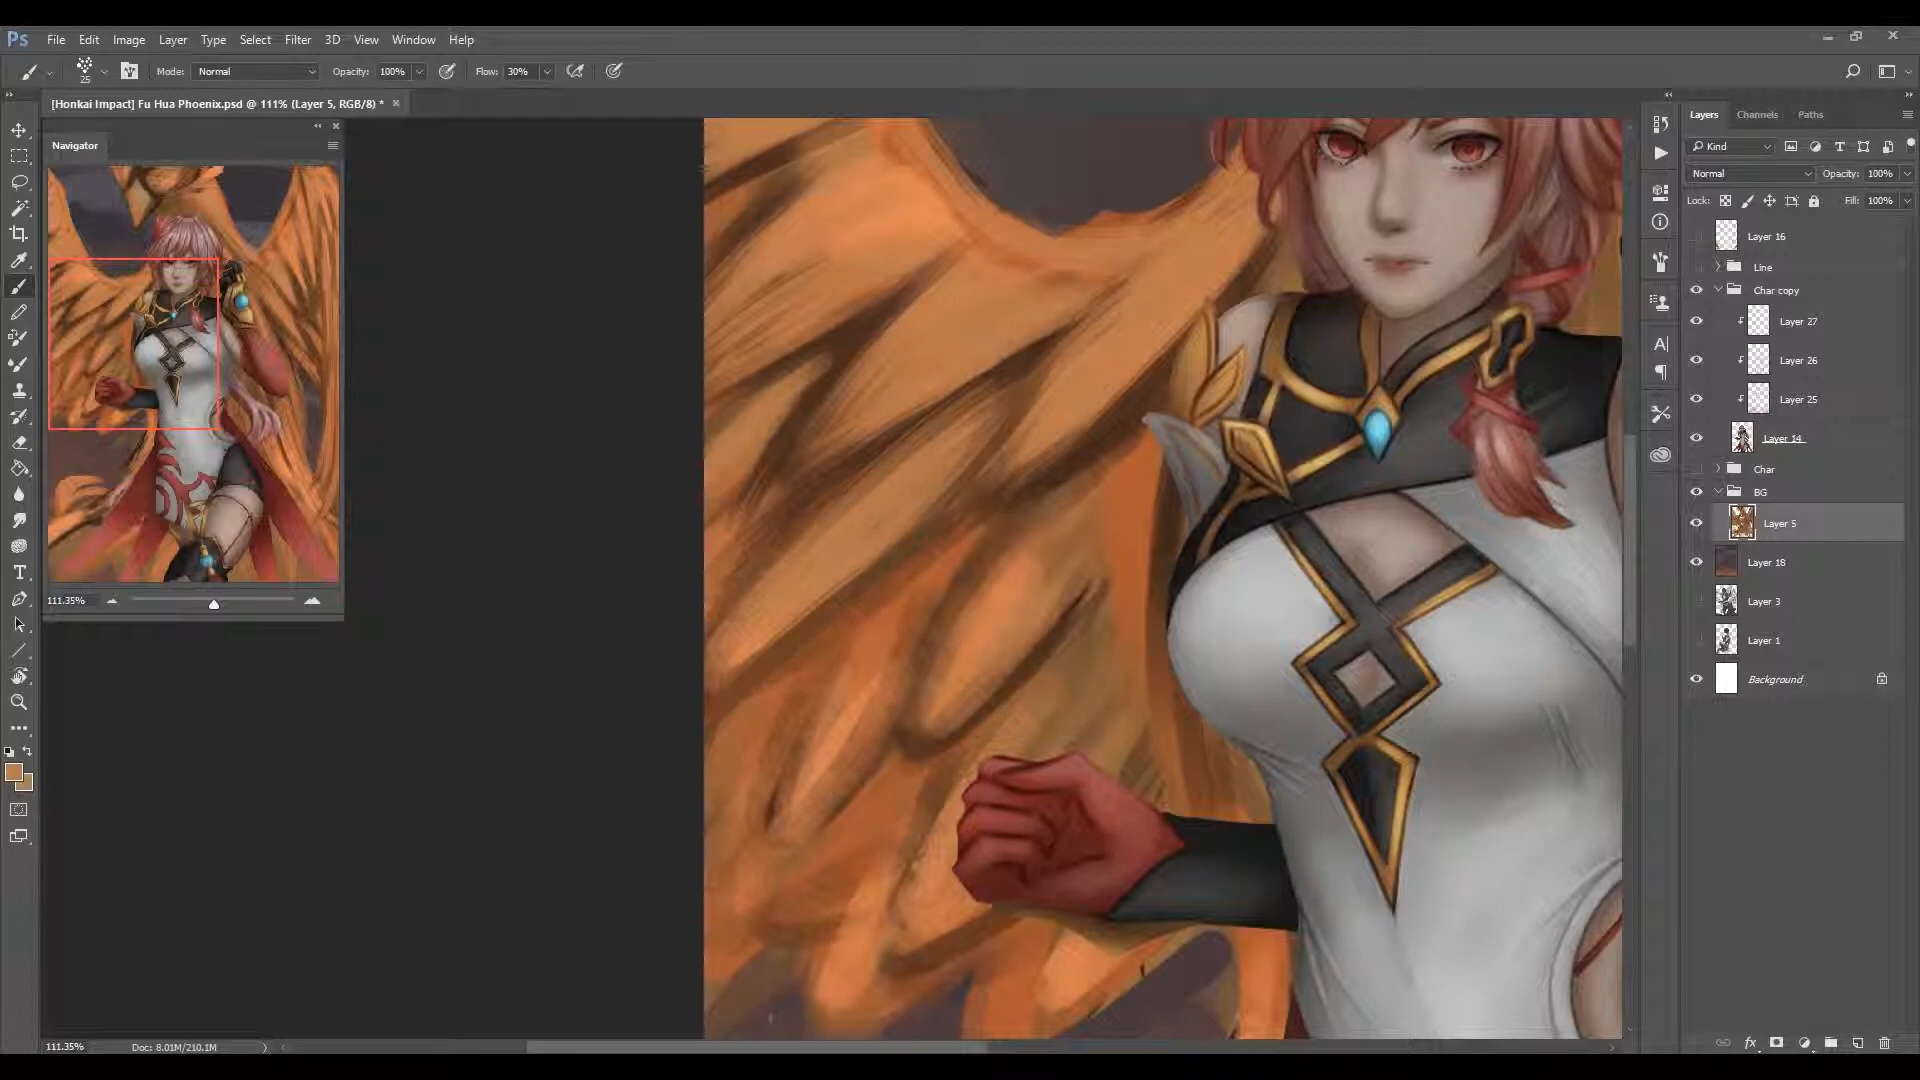 Ps File Edit Image Layer Type Select Filter 3D View Window Help
25 Mode: Normal Opacity: 100% Flow: 30%
[Honkai Impact] Fu Hua Phoenix.psd @ 111% (Layer 5, RGB/8) *
Navigator
111.35%
Layers Channels Paths
Kind
Normal Opacity: 100%
Lock: Fill: 100%
Layer 16
Line
Char copy
Layer 27
Layer 26
Layer 25
Layer 14
Char
BG
Layer 5
Layer 18
Layer 3
Layer 1
Background
111.35% Doc: 8.01M/210.1M